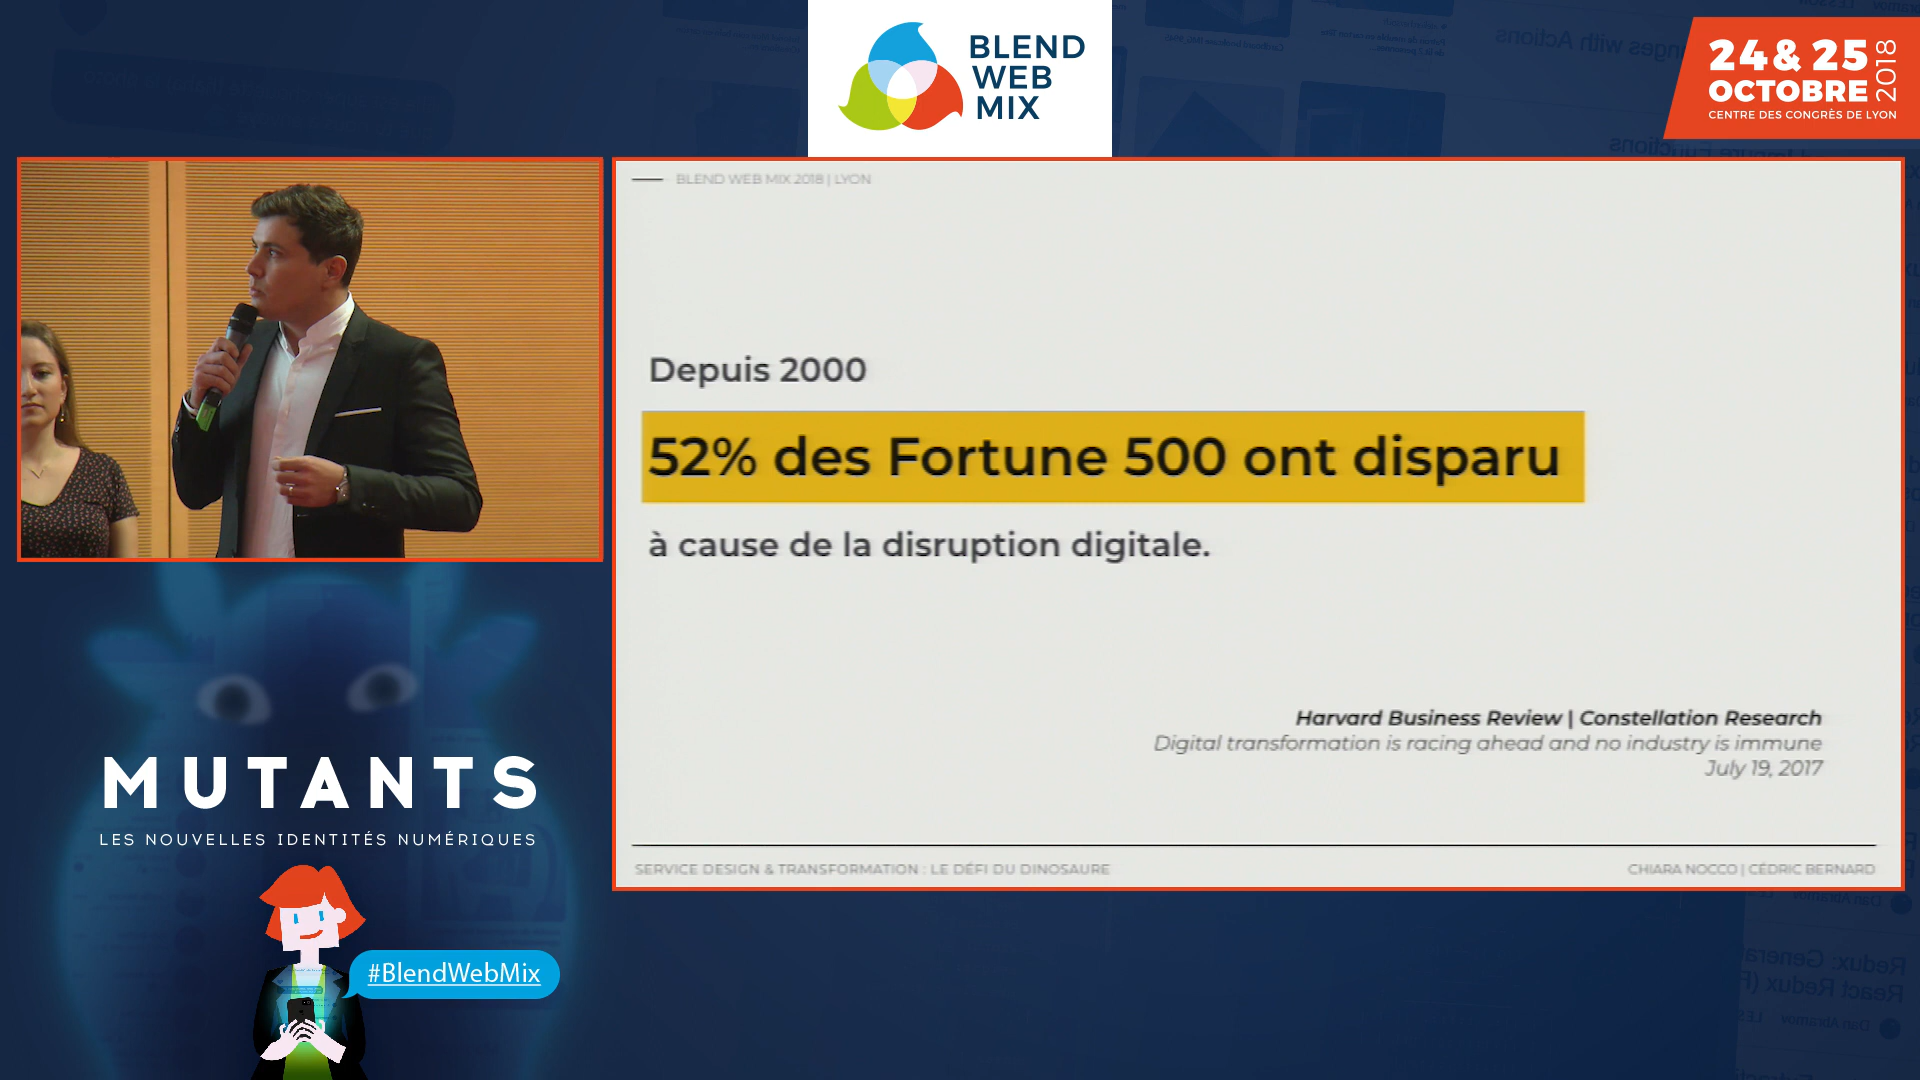 BLEND
WEB
MIX
24 & 25
OCTOBRE
2018
CENTRE DES CONGRÈS DE LYON
BLEND WEB MIX 2018 | LYON
Depuis 2000
52% des Fortune 500 ont disparu
à cause de la disruption digitale.
Harvard Business Review | Constellation Research
Digital transformation is racing ahead and no industry is immune
July 19, 2017
SERVICE DESIGN & TRANSFORMATION : LE DÉFI DU DINOSAURE
CHIARA NOCCO | CÉDRIC BERNARD
MUTANTS
LES NOUVELLES IDENTITÉS NUMÉRIQUES
#BlendWebMix